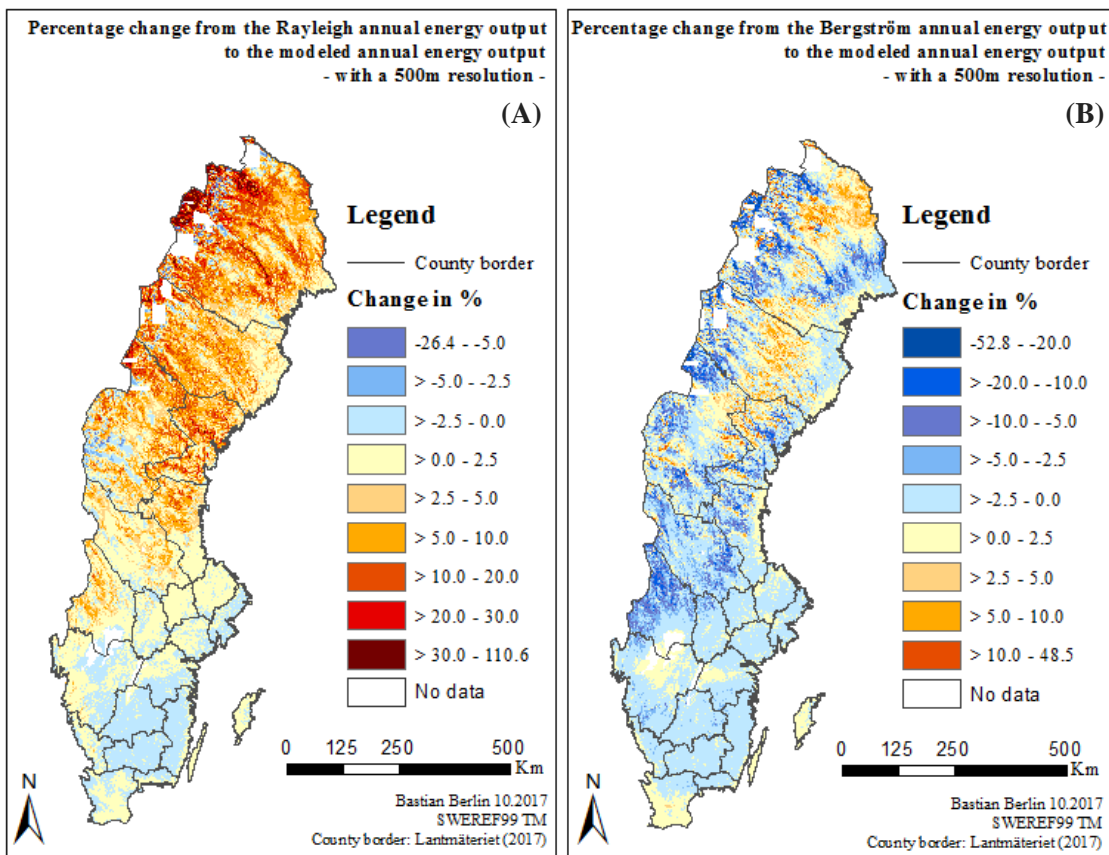 Percentage change from the Rayleigh annual energy output
to the modeled annual energy output
- with a 500m resolution -
(A)
Legend
County border
Change in %
-26.4 - -5.0
> -5.0 - -2.5
> -2.5 - 0.0
> 0.0 - 2.5
> 2.5 - 5.0
> 5.0 - 10.0
> 10.0 - 20.0
> 20.0 - 30.0
> 30.0 - 110.6
No data
0 125 250 500
Km
N
Bastian Berlin 10.2017
SWEREF99 TM
County border: Lantmäteriet (2017)
Percentage change from the Bergström annual energy output
to the modeled annual energy output
- with a 500m resolution -
(B)
Legend
County border
Change in %
-52.8 - -20.0
> -20.0 - -10.0
> -10.0 - -5.0
> -5.0 - -2.5
> -2.5 - 0.0
> 0.0 - 2.5
> 2.5 - 5.0
> 5.0 - 10.0
> 10.0 - 48.5
No data
0 125 250 500
Km
N
Bastian Berlin 10.2017
SWEREF99 TM
County border: Lantmäteriet (2017)